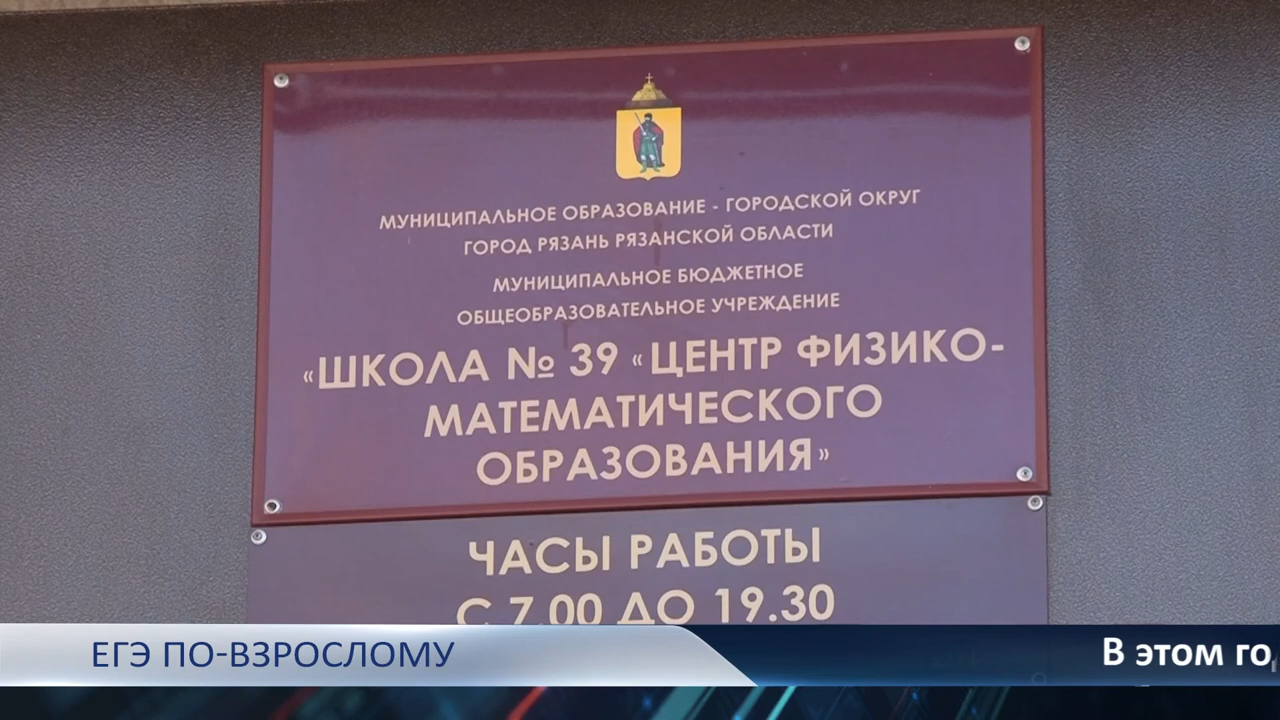 МУНИЦИПАЛЬНОЕ ОБРАЗОВАНИЕ - ГОРОДСКОЙ ОКРУГ
ГОРОД РЯЗАНЬ РЯЗАНСКОЙ ОБЛАСТИ
МУНИЦИПАЛЬНОЕ БЮДЖЕТНОЕ
ОБЩЕОБРАЗОВАТЕЛЬНОЕ УЧРЕЖДЕНИЕ
«ШКОЛА № 39 «ЦЕНТР ФИЗИКО-
МАТЕМАТИЧЕСКОГО
ОБРАЗОВАНИЯ»
ЧАСЫ РАБОТЫ
С 7.00 ДО 19.30
ЕГЭ ПО-ВЗРОСЛОМУ
В этом го